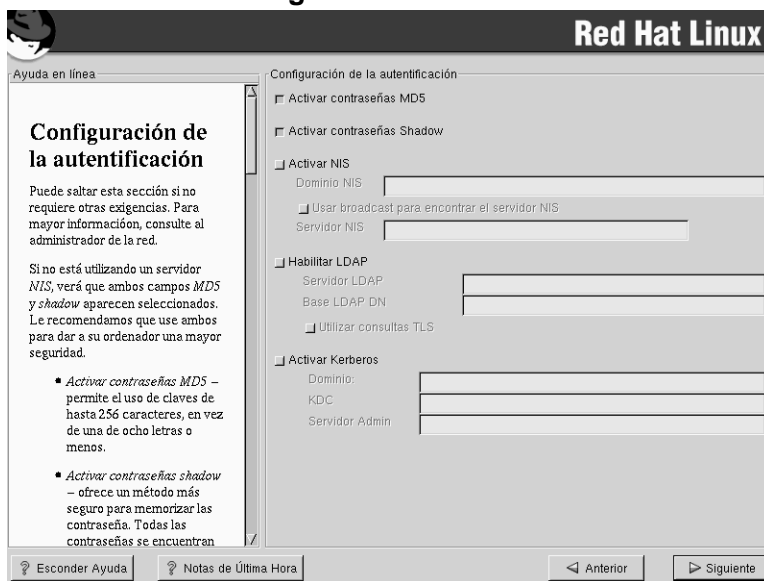 Red Hat Linux
Ayuda en línea
Configuración de
la autentificación
Puede saltar esta sección si no
requiere otras exigencias. Para
mayor informacióon, consulte al
administrador de la red.
Si no está utilizando un servidor
NIS, verá que ambos campos MD5
y shadow aparecen seleccionados.
Le recomendamos que use ambos
para dar a su ordenador una mayor
seguridad.
• Activar contraseñas MD5 –
permite el uso de claves de
hasta 256 caracteres, en vez
de una de ocho letras o
menos.
• Activar contraseñas shadow
– ofrece un método más
seguro para memorizar las
contraseña. Todas las
contraseñas se encuentran
Configuración de la autentificación
Activar contraseñas MD5
Activar contraseñas Shadow
Activar NIS
Dominio NIS
Usar broadcast para encontrar el servidor NIS
Servidor NIS
Habilitar LDAP
Servidor LDAP
Base LDAP DN
Utilizar consultas TLS
Activar Kerberos
Dominio:
KDC
Servidor Admin
Esconder Ayuda
Notas de Última Hora
Anterior
Siguiente